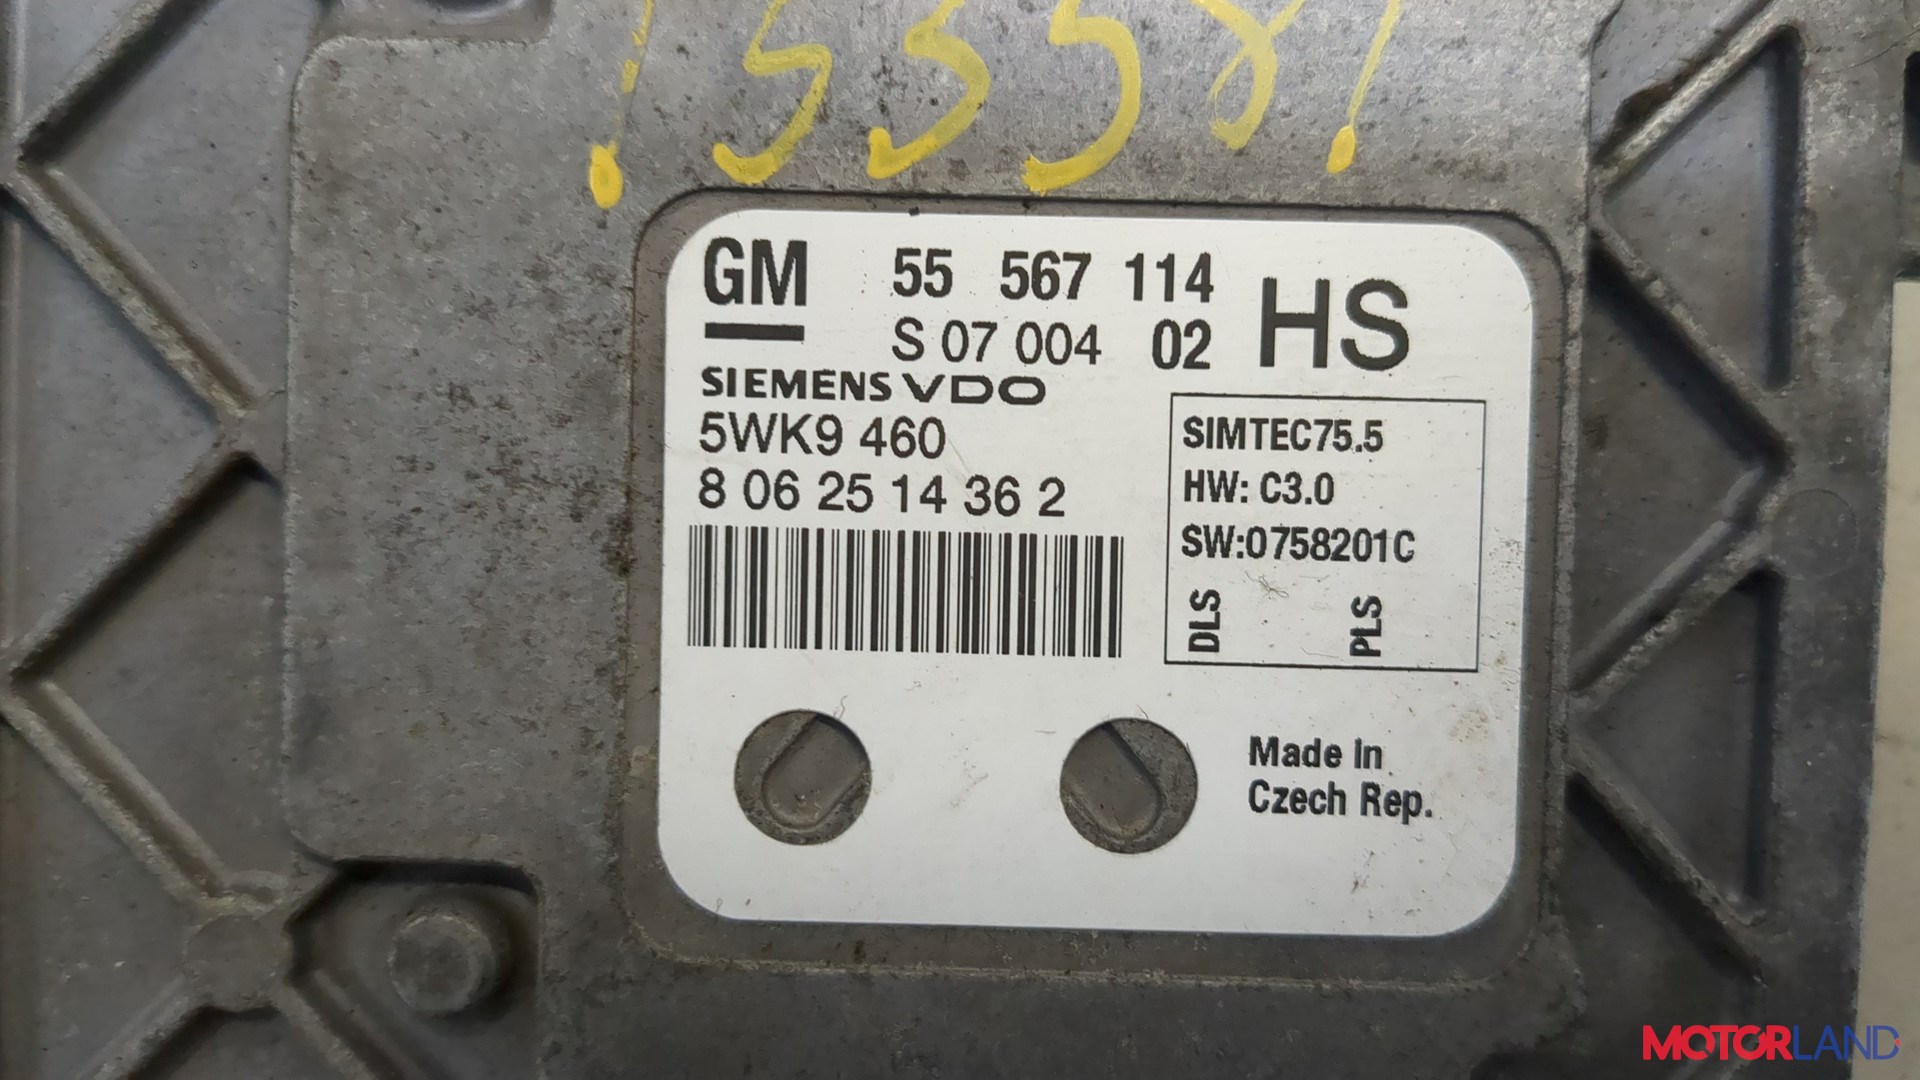 GM 55 567 114 HS
S 07 004 02
SIEMENS VDO
5WK9 460
8 06 25 14 36 2
SIMTEC75.5
HW: C3.0
SW:0758201C
DLS PLS
Made In
Czech Rep.
MOTORLAND